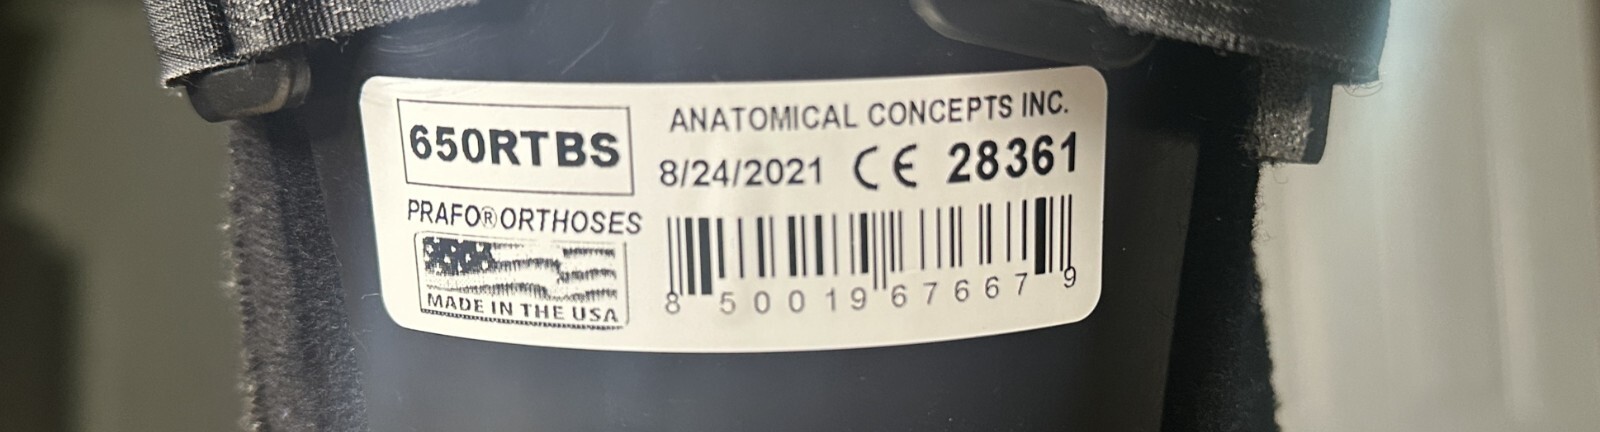 650RTBS
PRAFO®ORTHOSES
MADE IN THE USA
ANATOMICAL CONCEPTS INC.
8/24/2021 CE 28361
8 50019 67667 9